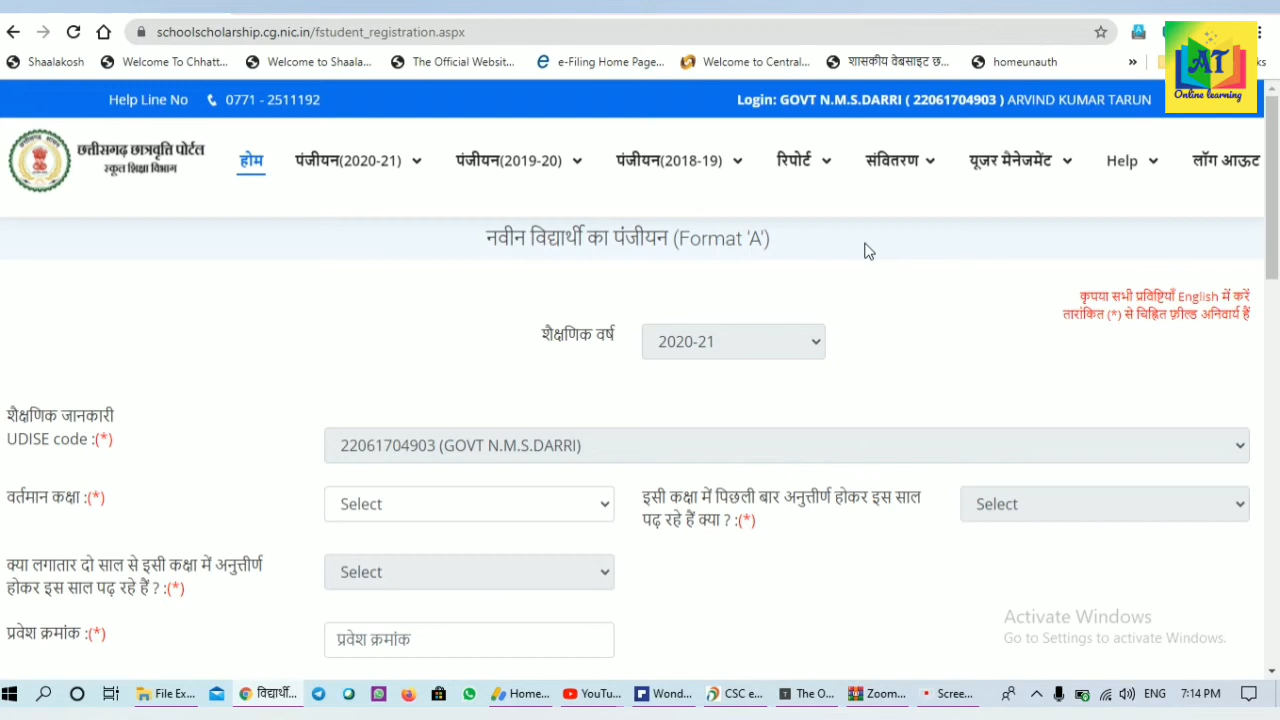 schoolscholarship.cg.nic.in/fstudent_registration.aspx
Shaalakosh Welcome To Chhatt... Welcome to Shaala... The Official Websit... e-Filing Home Page... Welcome to Central... शासकीय वेबसाइट छ... homeunauth »
AT
Online learning
Help Line No 0771 - 2511192 Login: GOVT N.M.S.DARRI ( 22061704903 ) ARVIND KUMAR TARUN
छत्तीसगढ़ छात्रवृत्ति पोर्टल
स्कूल शिक्षा विभाग
होम पंजीयन(2020-21) पंजीयन(2019-20) पंजीयन(2018-19) रिपोर्ट संवितरण यूजर मैनेजमेंट Help लॉग आऊट
नवीन विद्यार्थी का पंजीयन (Format 'A')
कृपया सभी प्रविष्टियाँ English में करें
तारांकित (*) से चिह्नित फ़ील्ड अनिवार्य हैं
शैक्षणिक वर्ष 2020-21
शैक्षणिक जानकारी
UDISE code :(*) 22061704903 (GOVT N.M.S.DARRI)
वर्तमान कक्षा :(*) Select इसी कक्षा में पिछली बार अनुत्तीर्ण होकर इस साल
पढ़ रहे हैं क्या ? :(*) Select
क्या लगातार दो साल से इसी कक्षा में अनुत्तीर्ण
होकर इस साल पढ़ रहे हैं ? :(*) Select
प्रवेश क्रमांक :(*) प्रवेश क्रमांक
Activate Windows
Go to Settings to activate Windows.
File Ex... विद्यार्थी... Home... YouTu... Wond... CSC e... The O... Zoom... Scree... ENG 7:14 PM